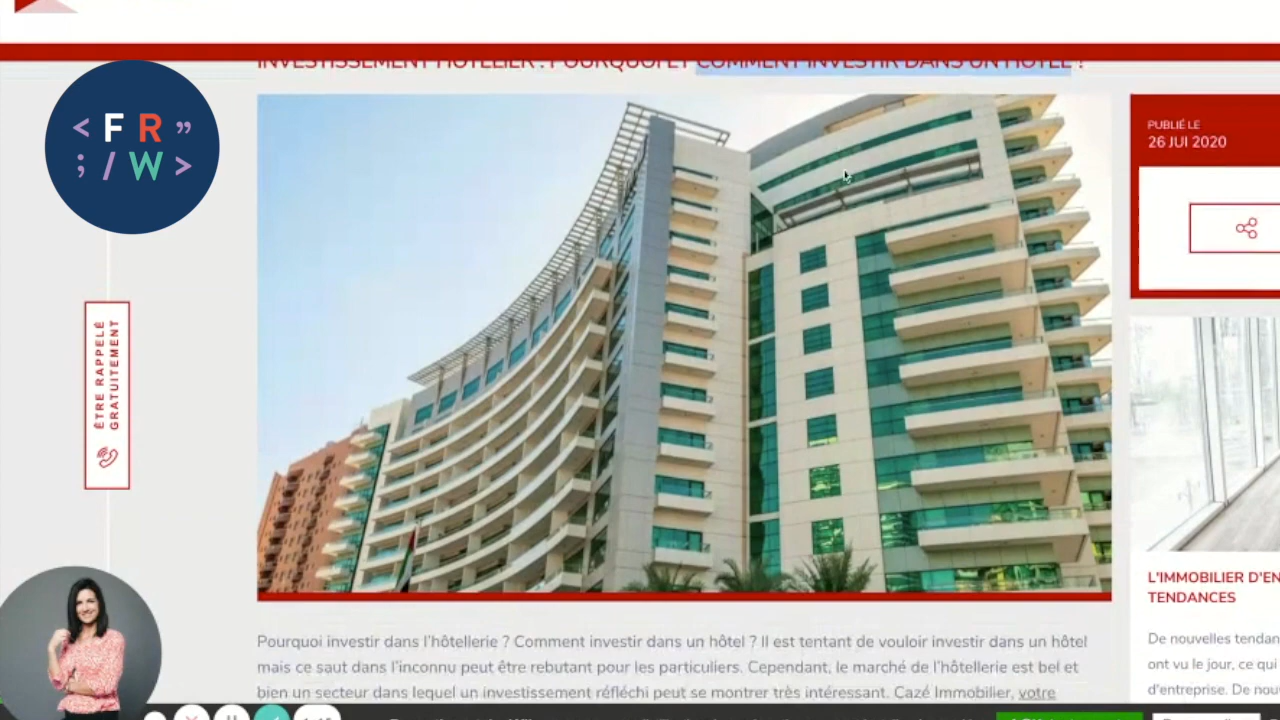 INVESTISSEMENT HÔTELIER : POURQUOI ET COMMENT INVESTIR DANS UN HÔTEL ?
< F R ”
; / W >
PUBLIÉ LE
26 JUI 2020
ÊTRE RAPPELÉ
GRATUITEMENT
L'IMMOBILIER D'EN
TENDANCES
Pourquoi investir dans l'hôtellerie ? Comment investir dans un hôtel ? Il est tentant de vouloir investir dans un hôtel
mais ce saut dans l'inconnu peut être rebutant pour les particuliers. Cependant, le marché de l'hôtellerie est bel et
bien un secteur dans lequel un investissement réfléchi peut se montrer très intéressant. Cazé Immobilier, votre
De nouvelles tendan
ont vu le jour, ce qui
d'entreprise. De nou